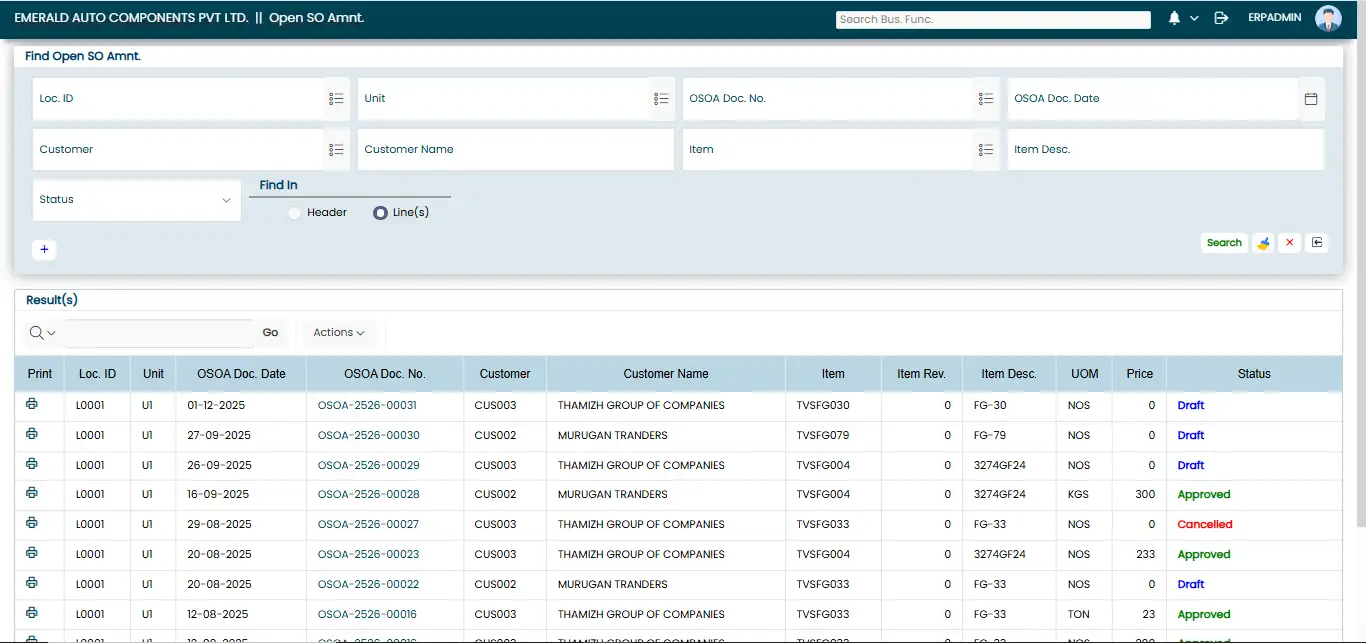 EMERALD AUTO COMPONENTS PVT LTD. || Open SO Amnt. Search Bus. Func. ERPADMIN
Find Open SO Amnt.
Loc. ID Unit OSOA Doc. No. OSOA Doc. Date
Customer Customer Name Item Item Desc.
Status Find In
Header Line(s)
+ Search
Result(s)
Go Actions
Print Loc. ID Unit OSOA Doc. Date OSOA Doc. No. Customer Customer Name Item Item Rev. Item Desc. UOM Price Status
L0001 U1 01-12-2025 OSOA-2526-00031 CUS003 THAMIZH GROUP OF COMPANIES TVSFG030 0 FG-30 NOS 0 Draft
L0001 U1 27-09-2025 OSOA-2526-00030 CUS002 MURUGAN TRANDERS TVSFG079 0 FG-79 NOS 0 Draft
L0001 U1 26-09-2025 OSOA-2526-00029 CUS003 THAMIZH GROUP OF COMPANIES TVSFG004 0 3274GF24 NOS 0 Draft
L0001 U1 16-09-2025 OSOA-2526-00028 CUS002 MURUGAN TRANDERS TVSFG004 0 3274GF24 KGS 300 Approved
L0001 U1 29-08-2025 OSOA-2526-00027 CUS003 THAMIZH GROUP OF COMPANIES TVSFG033 0 FG-33 NOS 0 Cancelled
L0001 U1 20-08-2025 OSOA-2526-00023 CUS003 THAMIZH GROUP OF COMPANIES TVSFG004 0 3274GF24 NOS 233 Approved
L0001 U1 20-08-2025 OSOA-2526-00022 CUS002 MURUGAN TRANDERS TVSFG033 0 FG-33 NOS 0 Draft
L0001 U1 12-08-2025 OSOA-2526-00016 CUS003 THAMIZH GROUP OF COMPANIES TVSFG033 0 FG-33 TON 23 Approved